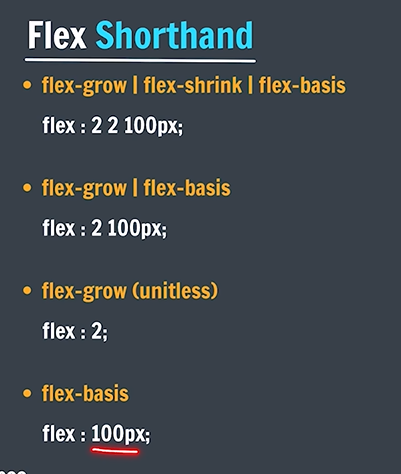 Flex Shorthand
• flex-grow | flex-shrink | flex-basis
flex : 2 2 100px;
• flex-grow | flex-basis
flex : 2 100px;
• flex-grow (unitless)
flex : 2;
• flex-basis
flex : 100px;